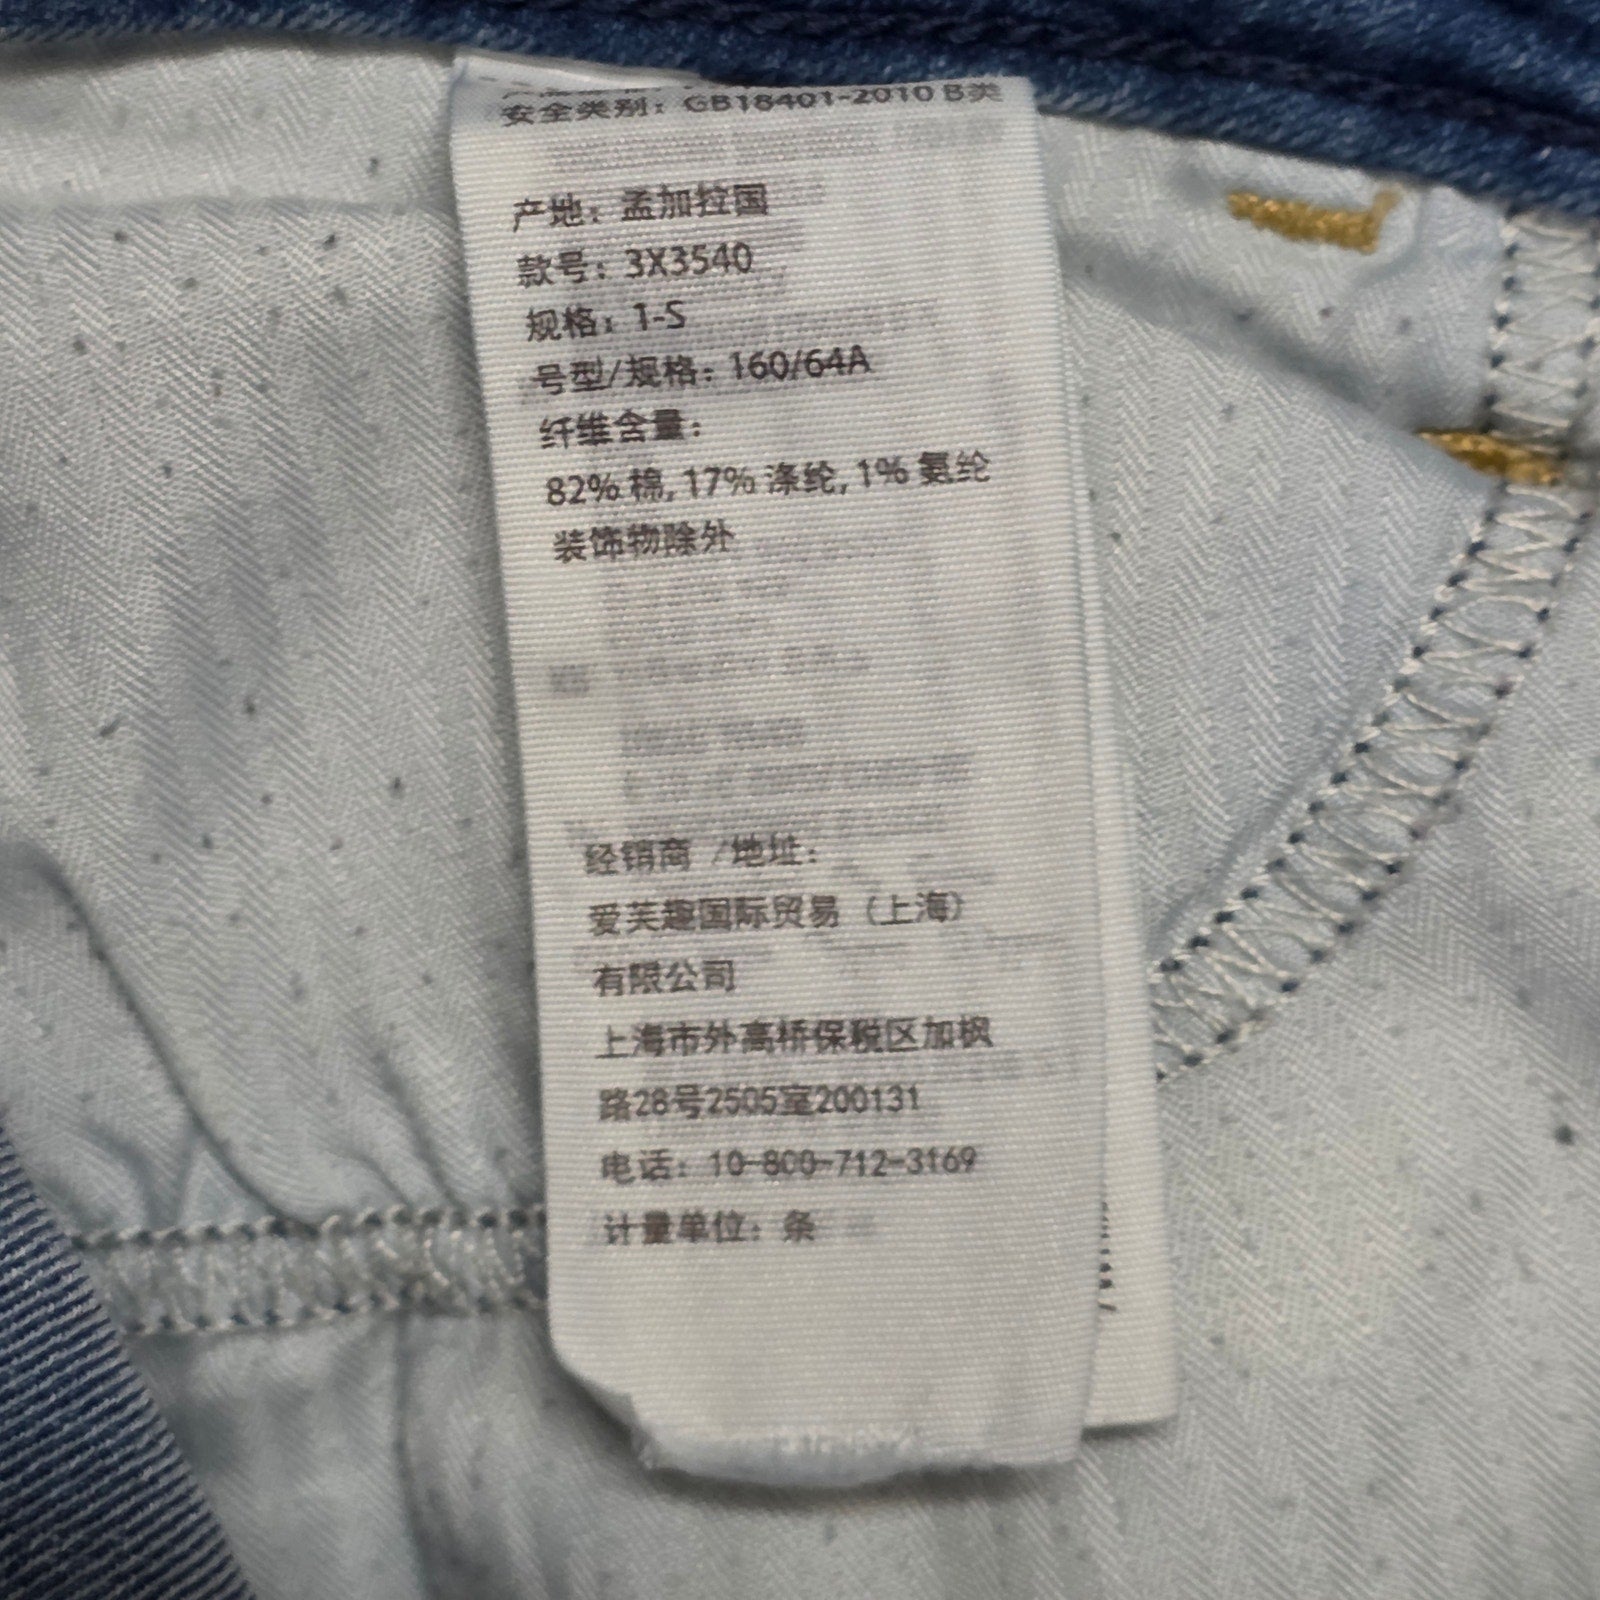 安全类别：GB18401-2010 B类
产地：孟加拉国
款号：3X3540
规格：1-S
号型/规格：160/64A
纤维含量：
82% 棉, 17% 涤纶, 1% 氨纶
装饰物除外
经销商 /地址：
爱芙趣国际贸易（上海）
有限公司
上海市外高桥保税区加枫
路28号2505室200131
电话：10-800-712-3169
计量单位：条